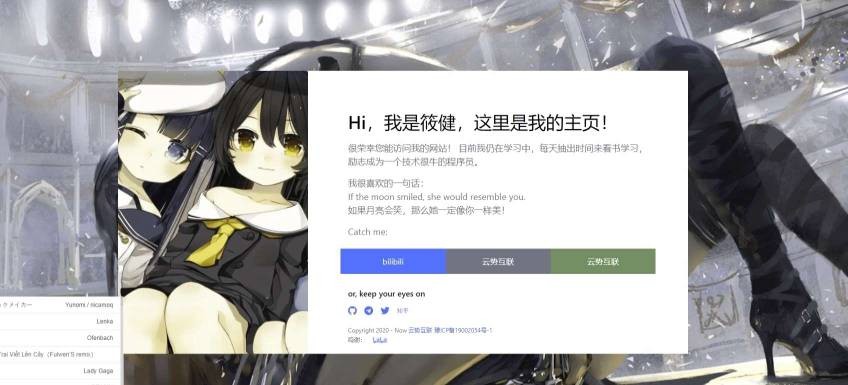 Hi，我是筱健，这里是我的主页！
很荣幸您能访问我的网站！ 目前我仍在学习中，每天抽出时间来看书学习，
励志成为一个技术很牛的程序员。
我很喜欢的一句话：
If the moon smiled, she would resemble you.
如果月亮会笑，那么她一定像你一样美！
Catch me:
bilibili 云势互联 云势互联
or, keep your eyes on
知乎
Copyright 2020 - Now 云势互联 豫ICP备19002034号-1
鸣谢： LaLa
クメイカー Yunomi / nicamoq
Lenka
Ofenbach
Trai Việt Lên Cây（Fulwen'S remix）
Lady Gaga